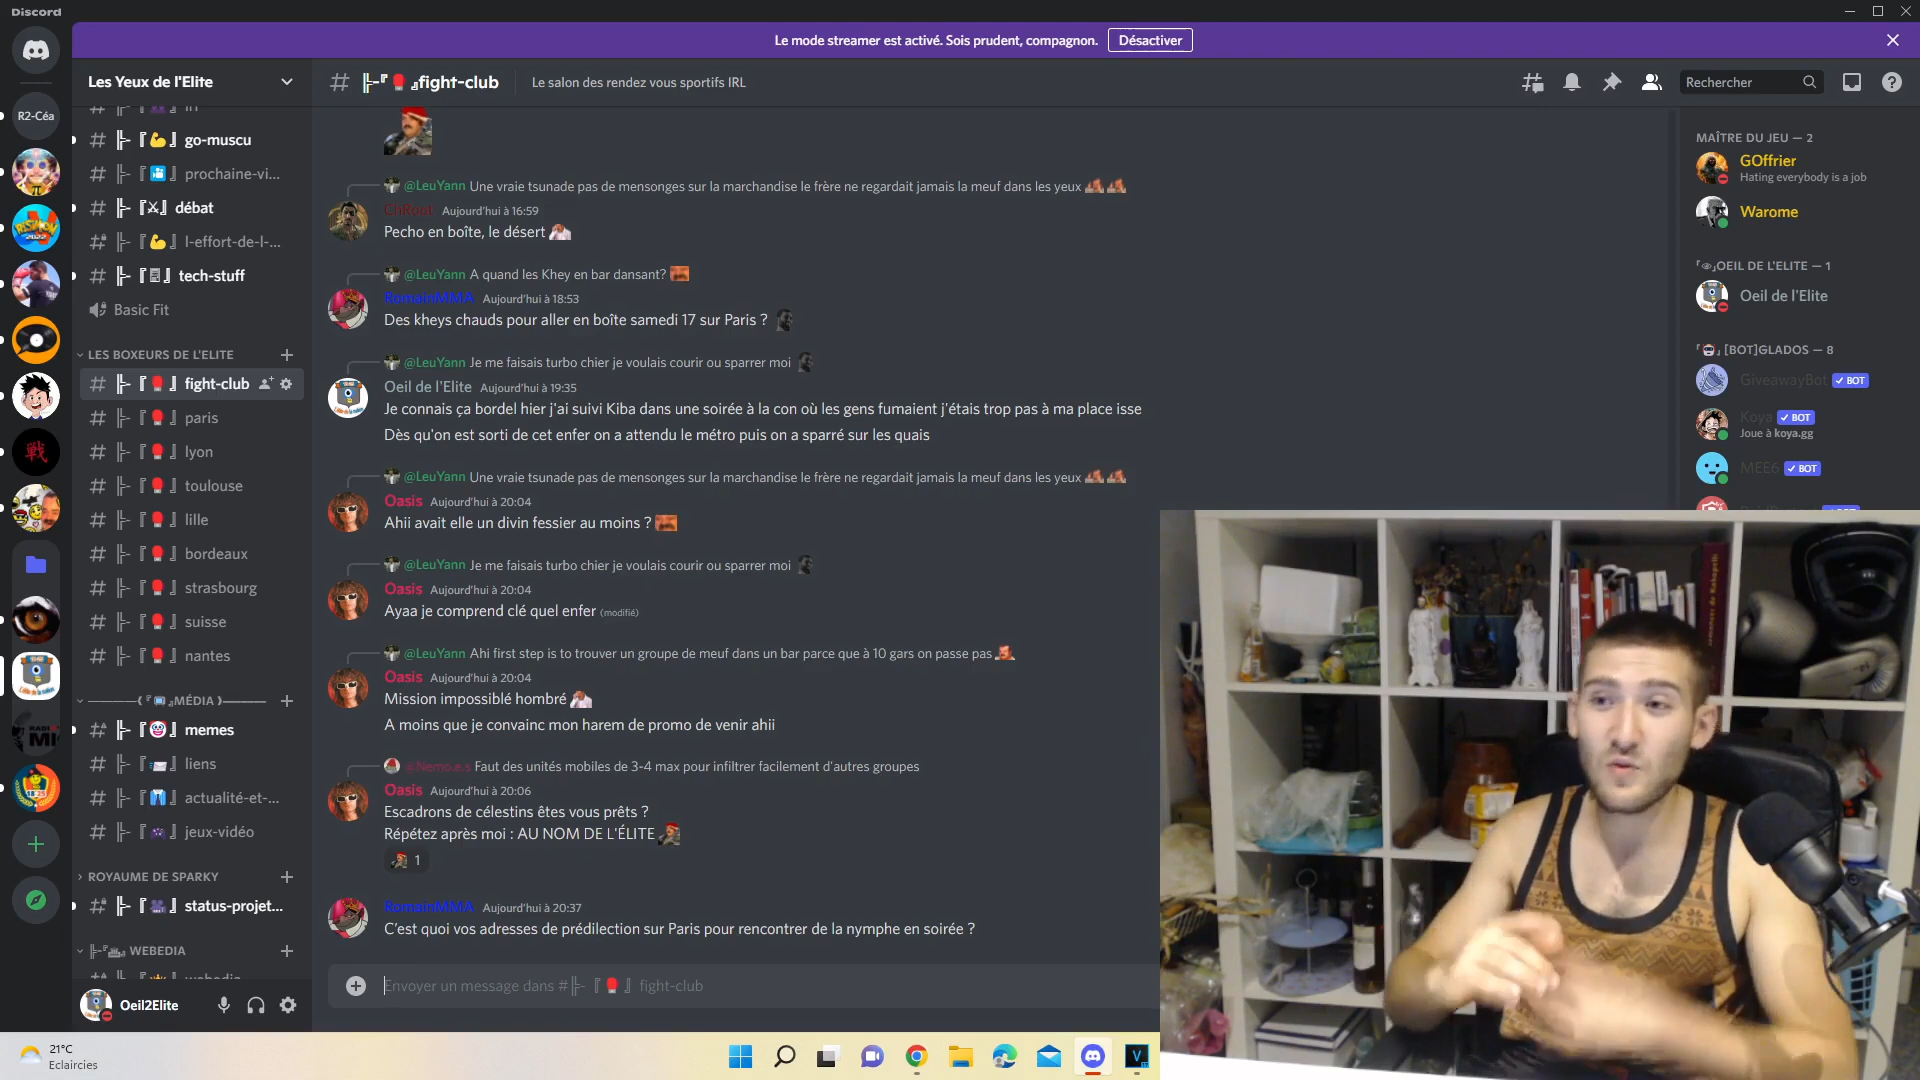 Discord
Le mode streamer est activé. Sois prudent, compagnon.
Désactiver
Les Yeux de l'Elite
fight-club
Le salon des rendez vous sportifs IRL
Rechercher
R2-Céa
go-muscu
prochaine-vi...
débat
l-effort-de-l-...
tech-stuff
Basic Fit
LES BOXEURS DE L'ELITE
fight-club
paris
lyon
toulouse
lille
bordeaux
strasbourg
suisse
nantes
MÉDIA
memes
liens
actualité-et-...
jeux-vidéo
ROYAUME DE SPARKY
status-projet...
WEBEDIA
Oeil2Elite
@LeuYann Une vraie tsunade pas de mensonges sur la marchandise le frère ne regardait jamais la meuf dans les yeux
ChRoot Aujourd'hui à 16:59
Pecho en boîte, le désert
@LeuYann A quand les Khey en bar dansant?
RomainMMA Aujourd'hui à 18:53
Des kheys chauds pour aller en boîte samedi 17 sur Paris ?
@LeuYann Je me faisais turbo chier je voulais courir ou sparrer moi
Oeil de l'Elite Aujourd'hui à 19:35
Je connais ça bordel hier j'ai suivi Kiba dans une soirée à la con où les gens fumaient j'étais trop pas à ma place isse
Dès qu'on est sorti de cet enfer on a attendu le métro puis on a sparré sur les quais
@LeuYann Une vraie tsunade pas de mensonges sur la marchandise le frère ne regardait jamais la meuf dans les yeux
Oasis Aujourd'hui à 20:04
Ahii avait elle un divin fessier au moins ?
@LeuYann Je me faisais turbo chier je voulais courir ou sparrer moi
Oasis Aujourd'hui à 20:04
Ayaa je comprend clé quel enfer (modifié)
@LeuYann Ahi first step is to trouver un groupe de meuf dans un bar parce que à 10 gars on passe pas
Oasis Aujourd'hui à 20:04
Mission impossiblé hombré
A moins que je convainc mon harem de promo de venir ahii
@Nemo.e.s Faut des unités mobiles de 3-4 max pour infiltrer facilement d'autres groupes
Oasis Aujourd'hui à 20:06
Escadrons de célestins êtes vous prêts ?
Répétez après moi : AU NOM DE L'ÉLITE
1
RomainMMA Aujourd'hui à 20:37
C'est quoi vos adresses de prédilection sur Paris pour rencontrer de la nymphe en soirée ?
Envoyer un message dans # fight-club
MAÎTRE DU JEU — 2
GOffrier
Hating everybody is a job
Warome
OEIL DE L'ELITE — 1
Oeil de l'Elite
[BOT]GLADOS — 8
GiveawayBot BOT
Koya BOT
Joue à koya.gg
MEE6 BOT
21°C
Eclaircies